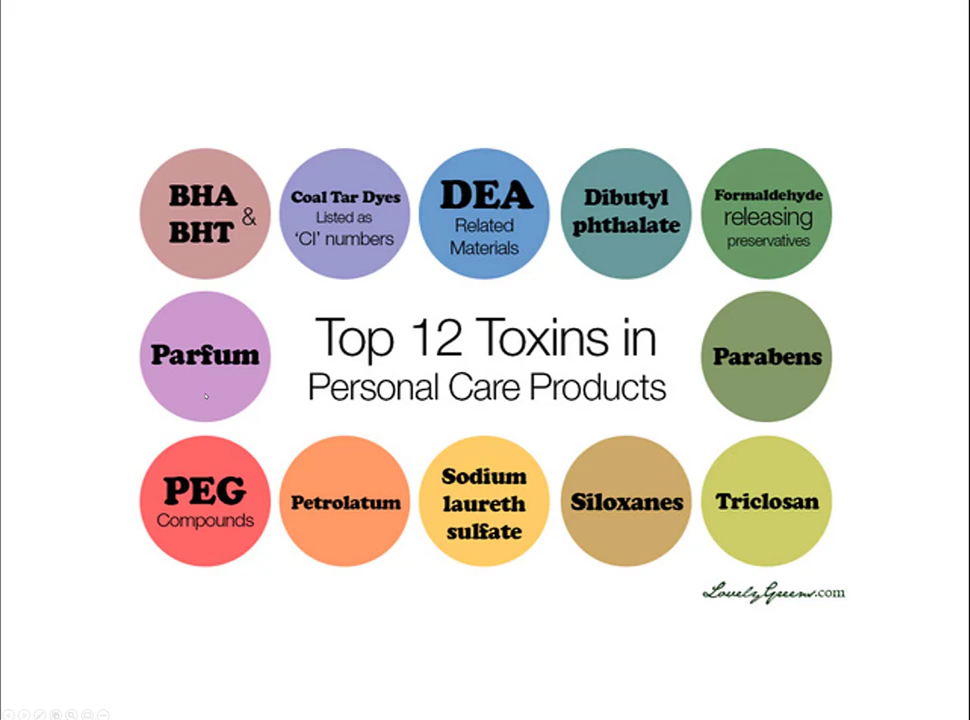 BHA
&
BHT
Coal Tar Dyes
Listed as
'CI' numbers
DEA
Related
Materials
Dibutyl
phthalate
Formaldehyde
releasing
preservatives
Parfum
Top 12 Toxins in
Personal Care Products
Parabens
PEG
Compounds
Petrolatum
Sodium
laureth
sulfate
Siloxanes
Triclosan
LovelyGreens.com